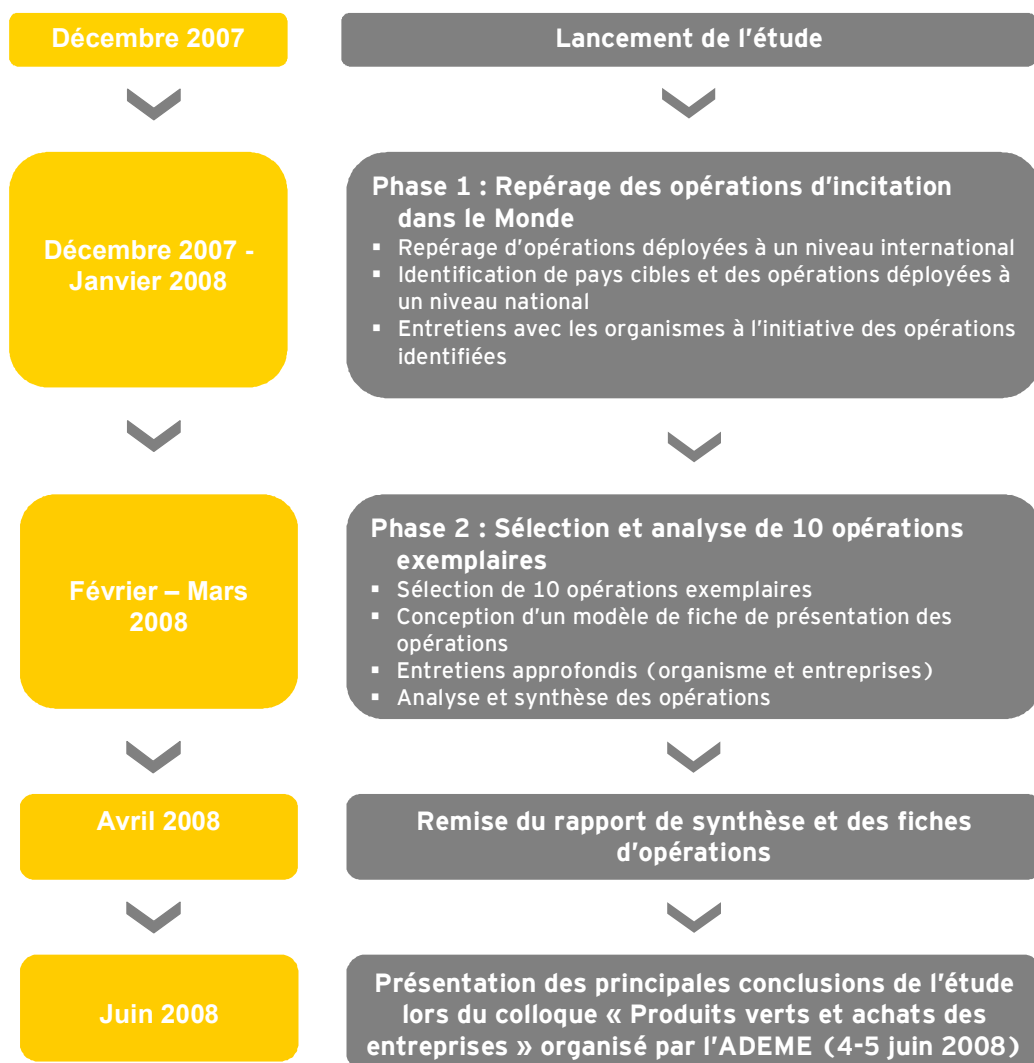 Décembre 2007
Lancement de l'étude
Décembre 2007 -
Janvier 2008
Phase 1 : Repérage des opérations d'incitation
dans le Monde
▪ Repérage d'opérations déployées à un niveau international
▪ Identification de pays cibles et des opérations déployées à
un niveau national
▪ Entretiens avec les organismes à l'initiative des opérations
identifiées
Février – Mars
2008
Phase 2 : Sélection et analyse de 10 opérations
exemplaires
▪ Sélection de 10 opérations exemplaires
▪ Conception d'un modèle de fiche de présentation des
opérations
▪ Entretiens approfondis (organisme et entreprises)
▪ Analyse et synthèse des opérations
Avril 2008
Remise du rapport de synthèse et des fiches
d'opérations
Juin 2008
Présentation des principales conclusions de l'étude
lors du colloque « Produits verts et achats des
entreprises » organisé par l'ADEME (4-5 juin 2008)